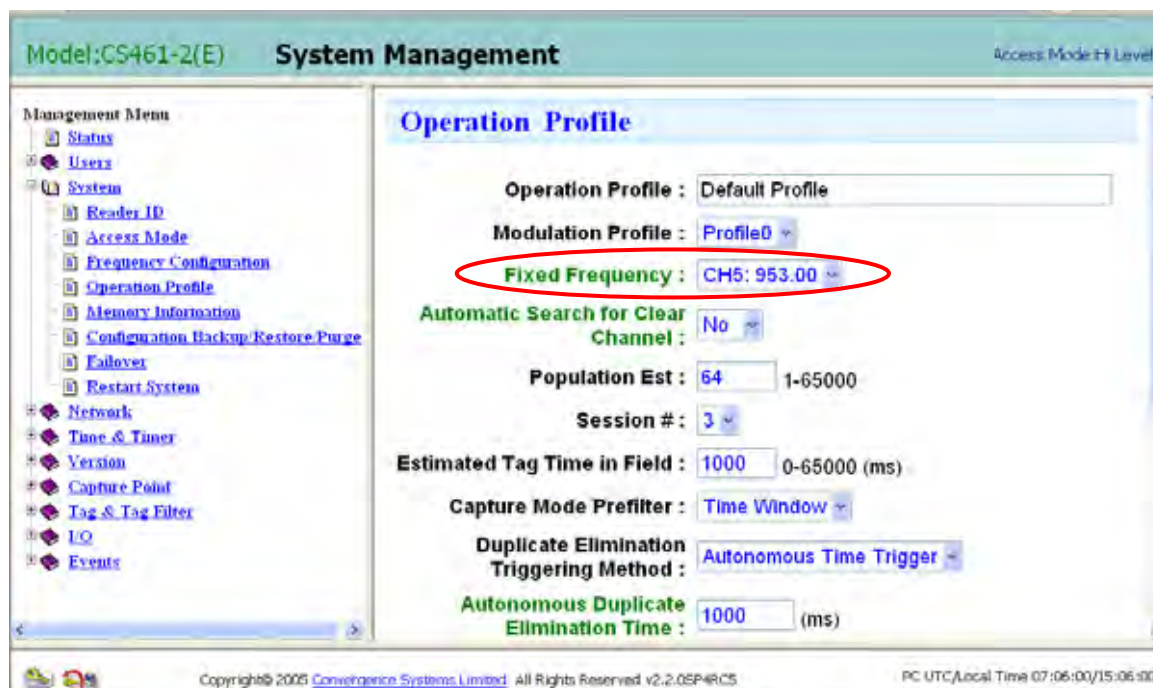 Model:CS461-2(E) System Management Access Mode:Hi Level
Management Menu
Status
Users
System
Reader ID
Access Mode
Frequency Configuration
Operation Profile
Memory Information
Configuration Backup/Restore/Purge
Failover
Restart System
Network
Time & Timer
Version
Capture Point
Tag & Tag Filter
I/O
Events
Operation Profile
Operation Profile : Default Profile
Modulation Profile : Profile0
Fixed Frequency : CH5: 953.00
Automatic Search for Clear
Channel : No
Population Est : 64 1-65000
Session # : 3
Estimated Tag Time in Field : 1000 0-65000 (ms)
Capture Mode Prefilter : Time Window
Duplicate Elimination
Triggering Method : Autonomous Time Trigger
Autonomous Duplicate
Elimination Time : 1000 (ms)
Copyright© 2005 Convergence Systems Limited All Rights Reserved v2.2.0SP4RC5
PC UTC/Local Time 07:06:00/15:06:00